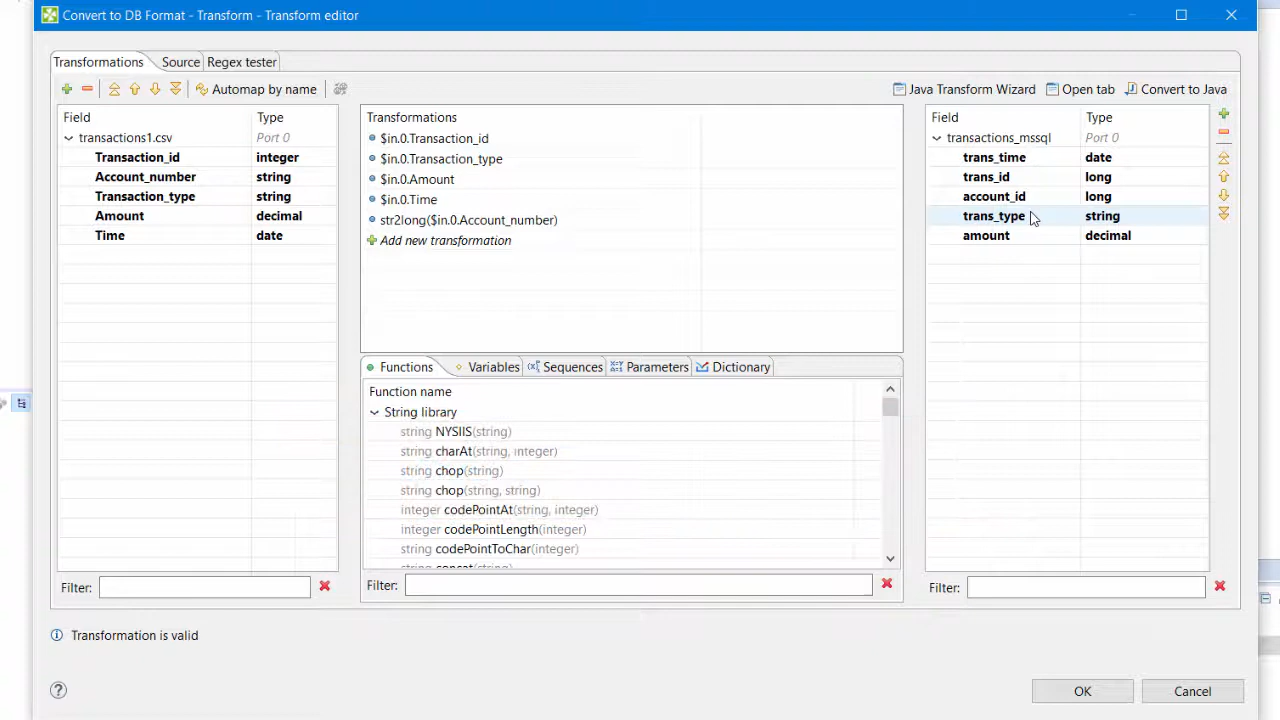 Convert to DB Format - Transform - Transform editor
Transformations
Source
Regex tester
Automap by name
Java Transform Wizard
Open tab
Convert to Java
Field
Type
transactions1.csv
Port 0
Transaction_id
integer
Account_number
string
Transaction_type
string
Amount
decimal
Time
date
Filter:
Transformations
$in.0.Transaction_id
$in.0.Transaction_type
$in.0.Amount
$in.0.Time
str2long($in.0.Account_number)
Add new transformation
Functions
Variables
Sequences
Parameters
Dictionary
Function name
String library
string NYSIIS(string)
string charAt(string, integer)
string chop(string)
string chop(string, string)
integer codePointAt(string, integer)
integer codePointLength(integer)
string codePointToChar(integer)
string concat(string)
Filter:
Field
Type
transactions_mssql
Port 0
trans_time
date
trans_id
long
account_id
long
trans_type
string
amount
decimal
Filter:
Transformation is valid
OK
Cancel